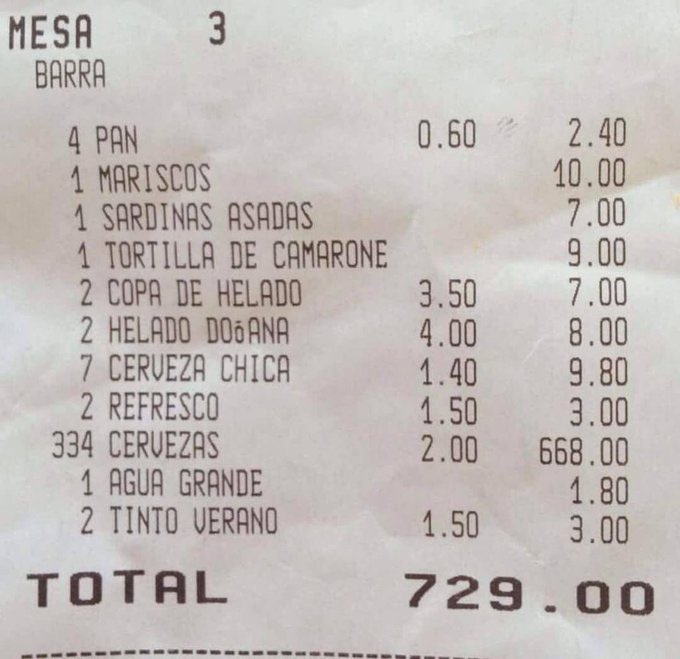 MESA 3
BARRA
4 PAN 0.60 2.40
1 MARISCOS 10.00
1 SARDINAS ASADAS 7.00
1 TORTILLA DE CAMARONE 9.00
2 COPA DE HELADO 3.50 7.00
2 HELADO DOõANA 4.00 8.00
7 CERVEZA CHICA 1.40 9.80
2 REFRESCO 1.50 3.00
334 CERVEZAS 2.00 668.00
1 AGUA GRANDE 1.80
2 TINTO VERANO 1.50 3.00
TOTAL 729.00